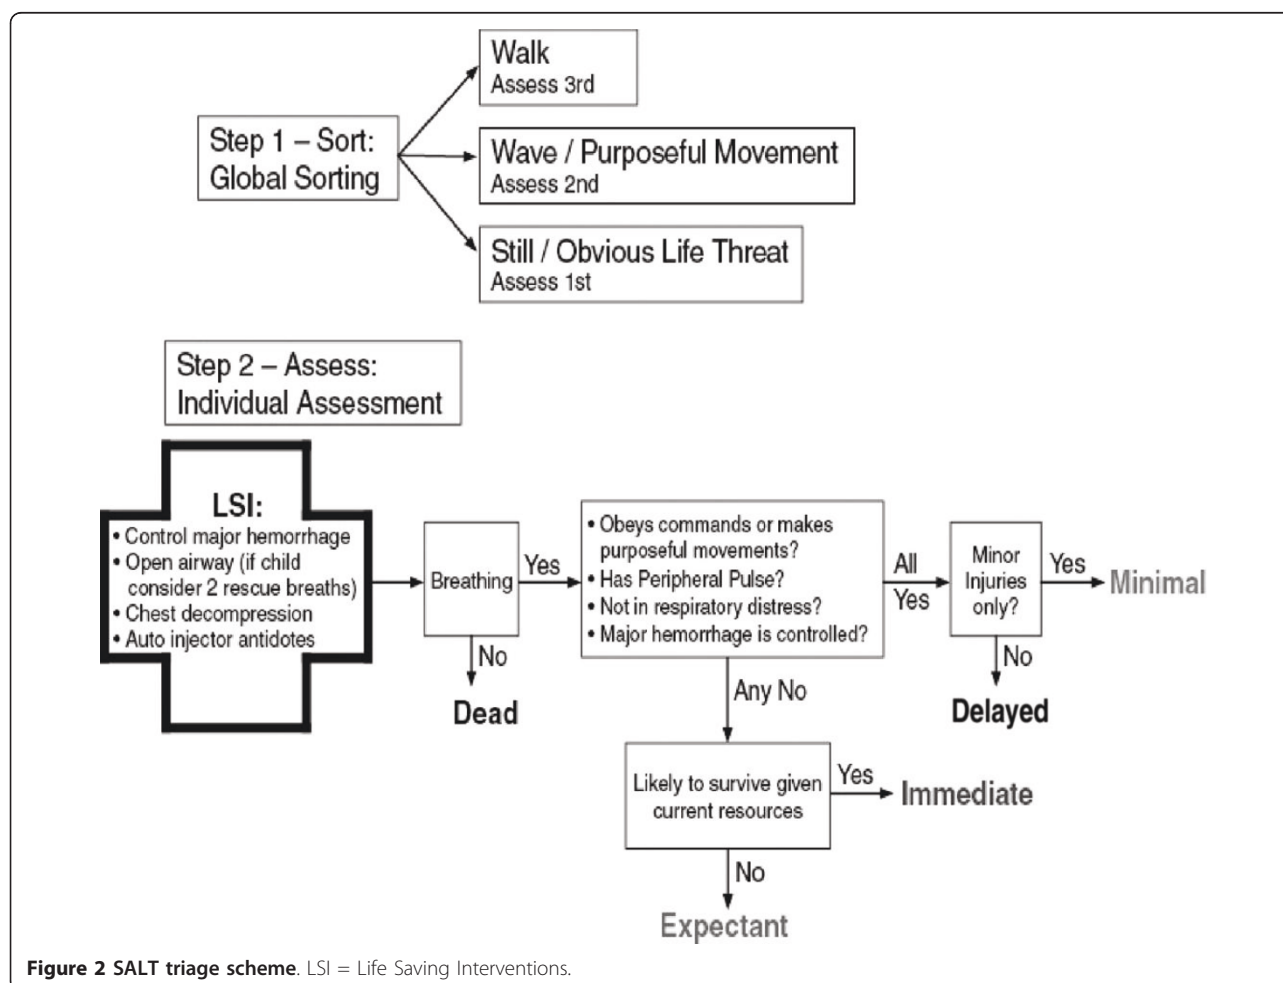 Step 1 – Sort:
Global Sorting
Walk
Assess 3rd
Wave / Purposeful Movement
Assess 2nd
Still / Obvious Life Threat
Assess 1st
Step 2 – Assess:
Individual Assessment
LSI:
• Control major hemorrhage
• Open airway (if child
consider 2 rescue breaths)
• Chest decompression
• Auto injector antidotes
Breathing
Yes
No
Dead
• Obeys commands or makes
purposeful movements?
• Has Peripheral Pulse?
• Not in respiratory distress?
• Major hemorrhage is controlled?
All
Yes
Minor
Injuries
only?
Yes
Minimal
No
Delayed
Any No
Likely to survive given
current resources
Yes
Immediate
No
Expectant
Figure 2 SALT triage scheme. LSI = Life Saving Interventions.